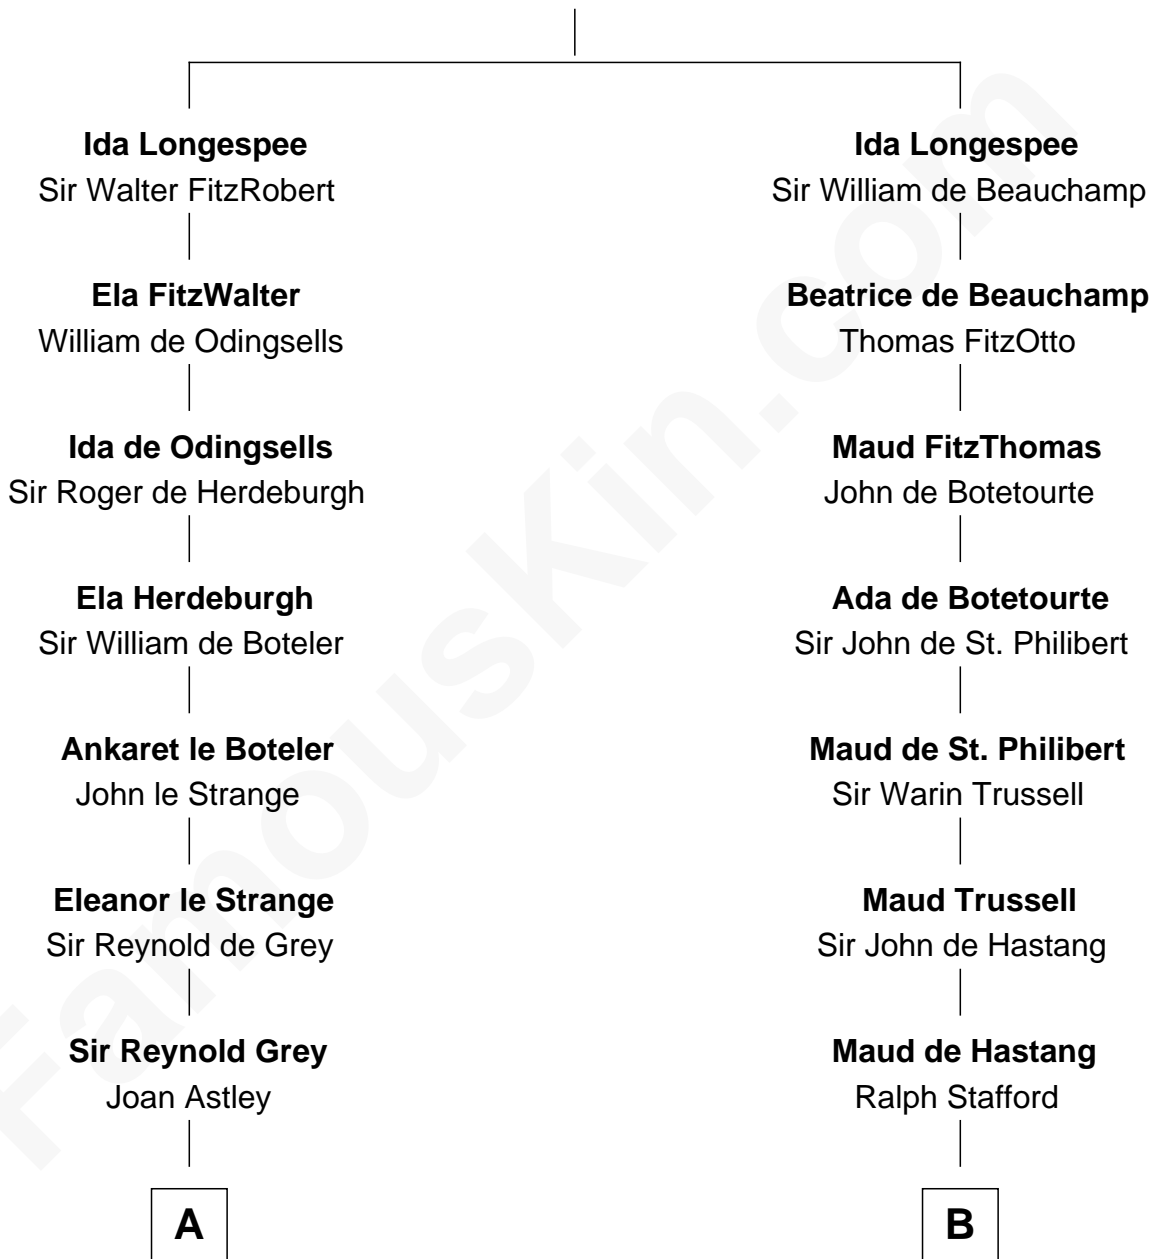 Ida Longespee
Sir Walter FitzRobert
Ela FitzWalter
William de Odingsells
Ida de Odingsells
Sir Roger de Herdeburgh
Ela Herdeburgh
Sir William de Boteler
Ankaret le Boteler
John le Strange
Eleanor le Strange
Sir Reynold de Grey
Sir Reynold Grey
Joan Astley
A
Ida Longespee
Sir William de Beauchamp
Beatrice de Beauchamp
Thomas FitzOtto
Maud FitzThomas
John de Botetourte
Ada de Botetourte
Sir John de St. Philibert
Maud de St. Philibert
Sir Warin Trussell
Maud Trussell
Sir John de Hastang
Maud de Hastang
Ralph Stafford
B
FamousKin.com